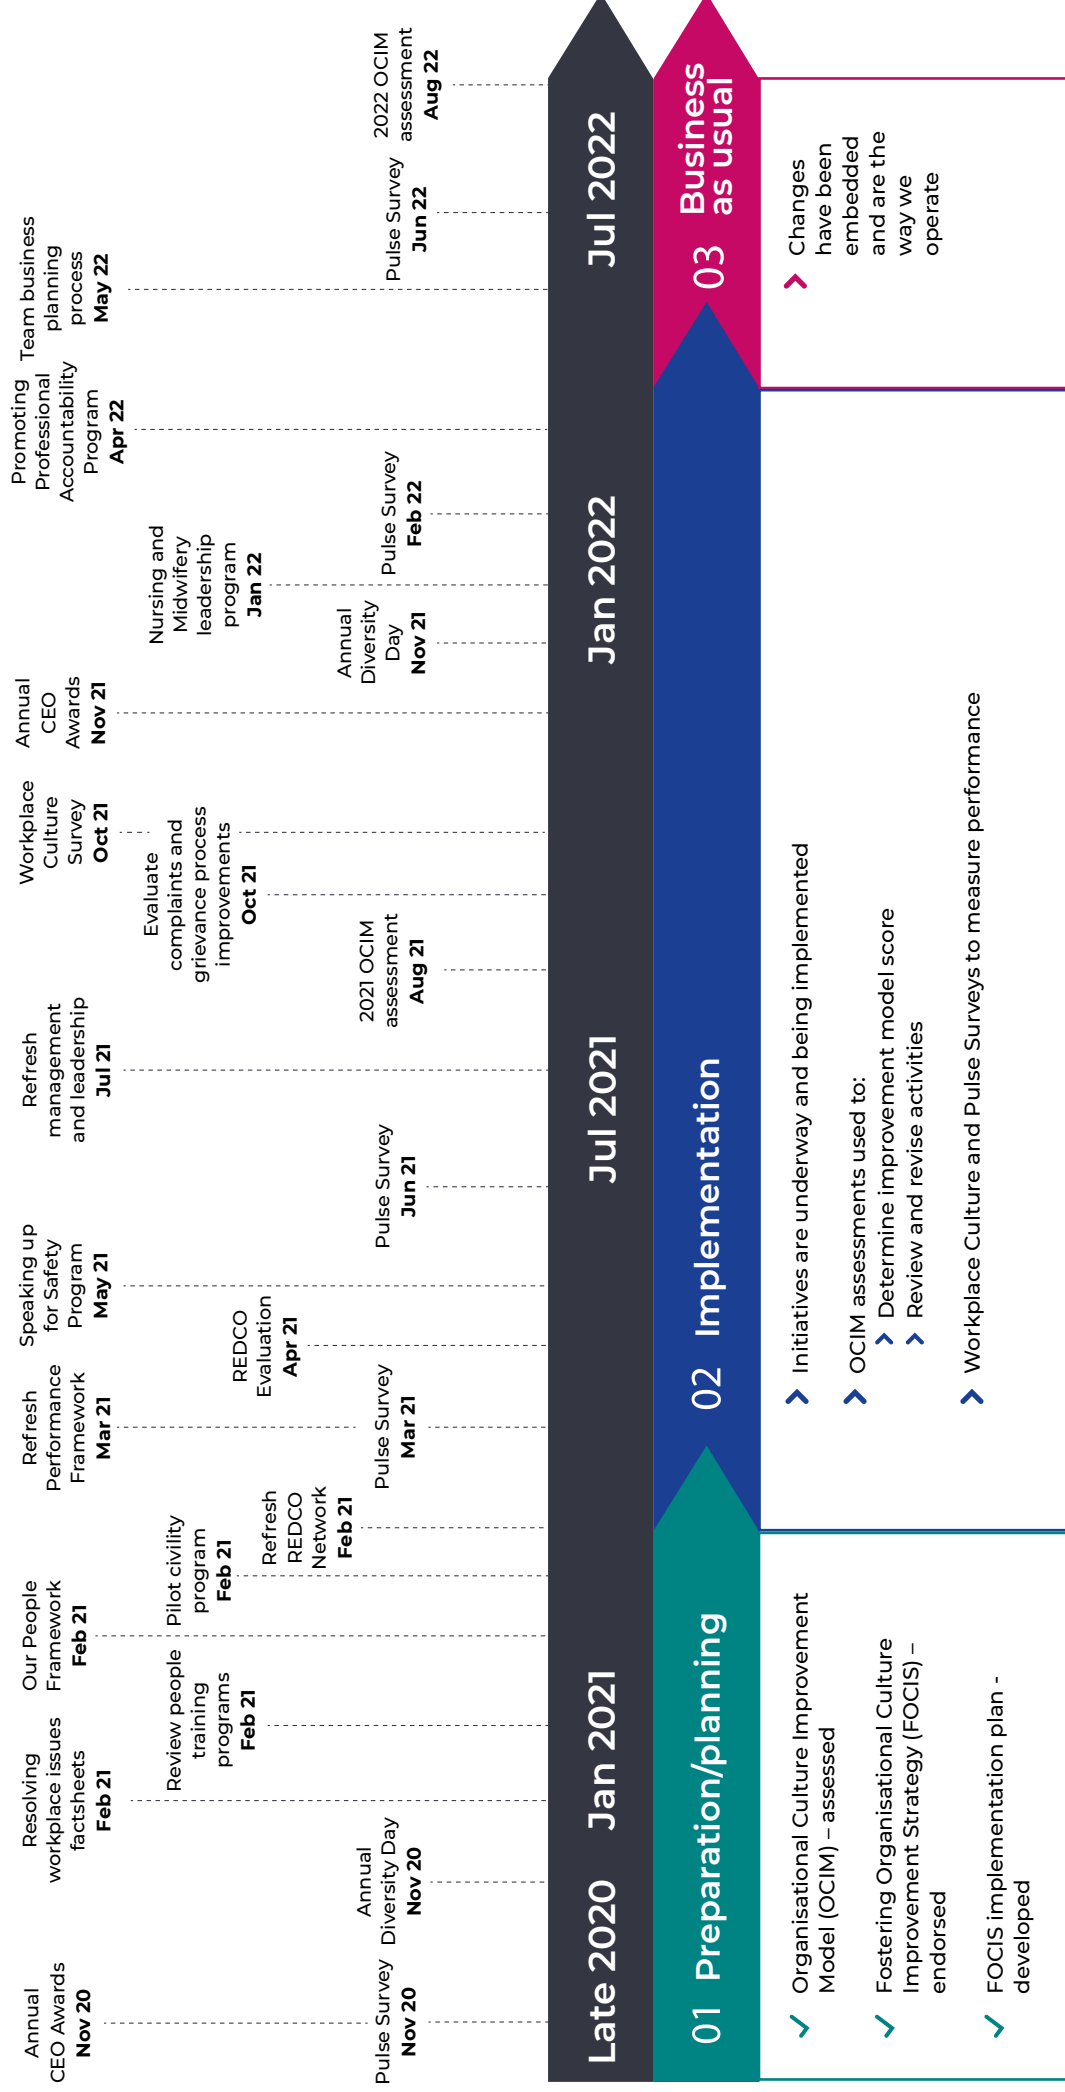 Annual
CEO Awards
Nov 20
Pulse Survey
Nov 20
Annual
Diversity Day
Nov 20
Resolving
workplace issues
factsheets
Feb 21
Review people
training
programs
Feb 21
Our People
Framework
Feb 21
Pilot civility
program
Feb 21
Refresh
REDCO
Network
Feb 21
Refresh
Performance
Framework
Mar 21
Pulse Survey
Mar 21
REDCO
Evaluation
Apr 21
Speaking up
for Safety
Program
May 21
Pulse Survey
Jun 21
Refresh
management
and leadership
Jul 21
2021 OCIM
assessment
Aug 21
Evaluate
complaints and
grievance process
improvements
Oct 21
Workplace
Culture
Survey
Oct 21
Annual
CEO
Awards
Nov 21
Annual
Diversity
Day
Nov 21
Nursing and
Midwifery
leadership
program
Jan 22
Pulse Survey
Feb 22
Promoting
Professional
Accountability
Program
Apr 22
Team business
planning
process
May 22
Pulse Survey
Jun 22
2022 OCIM
assessment
Aug 22
Late 2020
Jan 2021
Jul 2021
Jan 2022
Jul 2022
01 Preparation/planning
Organisational Culture Improvement
Model (OCIM) – assessed
Fostering Organisational Culture
Improvement Strategy (FOCIS) –
endorsed
FOCIS implementation plan -
developed
02 Implementation
Initiatives are underway and being implemented
OCIM assessments used to:
Determine improvement model score
Review and revise activities
Workplace Culture and Pulse Surveys to measure performance
03 Business
as usual
Changes
have been
embedded
and are the
way we
operate